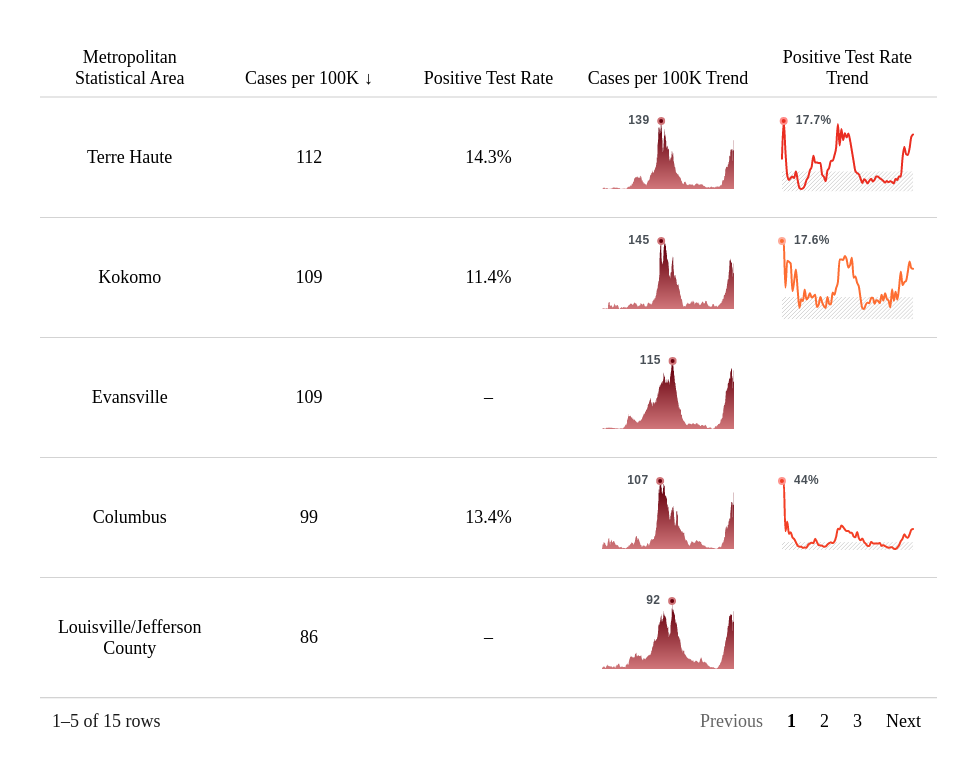 Metropolitan
Statistical Area
Cases per 100K ↓
Positive Test Rate
Cases per 100K Trend
Positive Test Rate
Trend
Terre Haute
112
14.3%
139
17.7%
Kokomo
109
11.4%
145
17.6%
Evansville
109
–
115
Columbus
99
13.4%
107
44%
Louisville/Jefferson
County
86
–
92
1–5 of 15 rows
Previous 1 2 3 Next